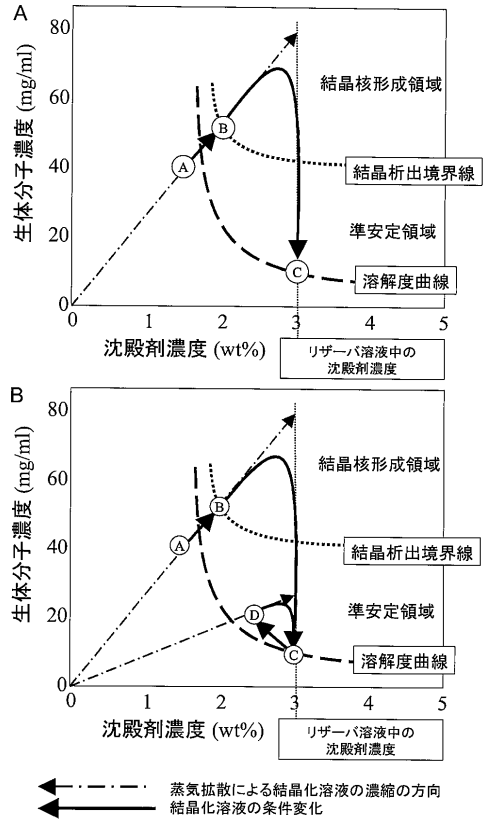 A
生体分子濃度 (mg/ml)
80
60
40
20
0
結晶核形成領域
B
A
結晶析出境界線
準安定領域
C
溶解度曲線
0
1
2
3
4
5
沈殿剤濃度 (wt%)
リザーバ溶液中の
沈殿剤濃度
B
生体分子濃度 (mg/ml)
80
60
40
20
0
結晶核形成領域
B
A
結晶析出境界線
D
準安定領域
C
溶解度曲線
0
1
2
3
4
5
沈殿剤濃度 (wt%)
リザーバ溶液中の
沈殿剤濃度
蒸気拡散による結晶化溶液の濃縮の方向
結晶化溶液の条件変化